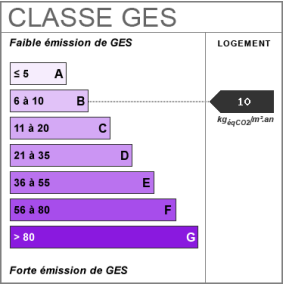 CLASSE GES
Faible émission de GES
LOGEMENT
≤ 5 A
6 à 10 B
10
kgéqCO2/m².an
11 à 20 C
21 à 35 D
36 à 55 E
56 à 80 F
> 80 G
Forte émission de GES